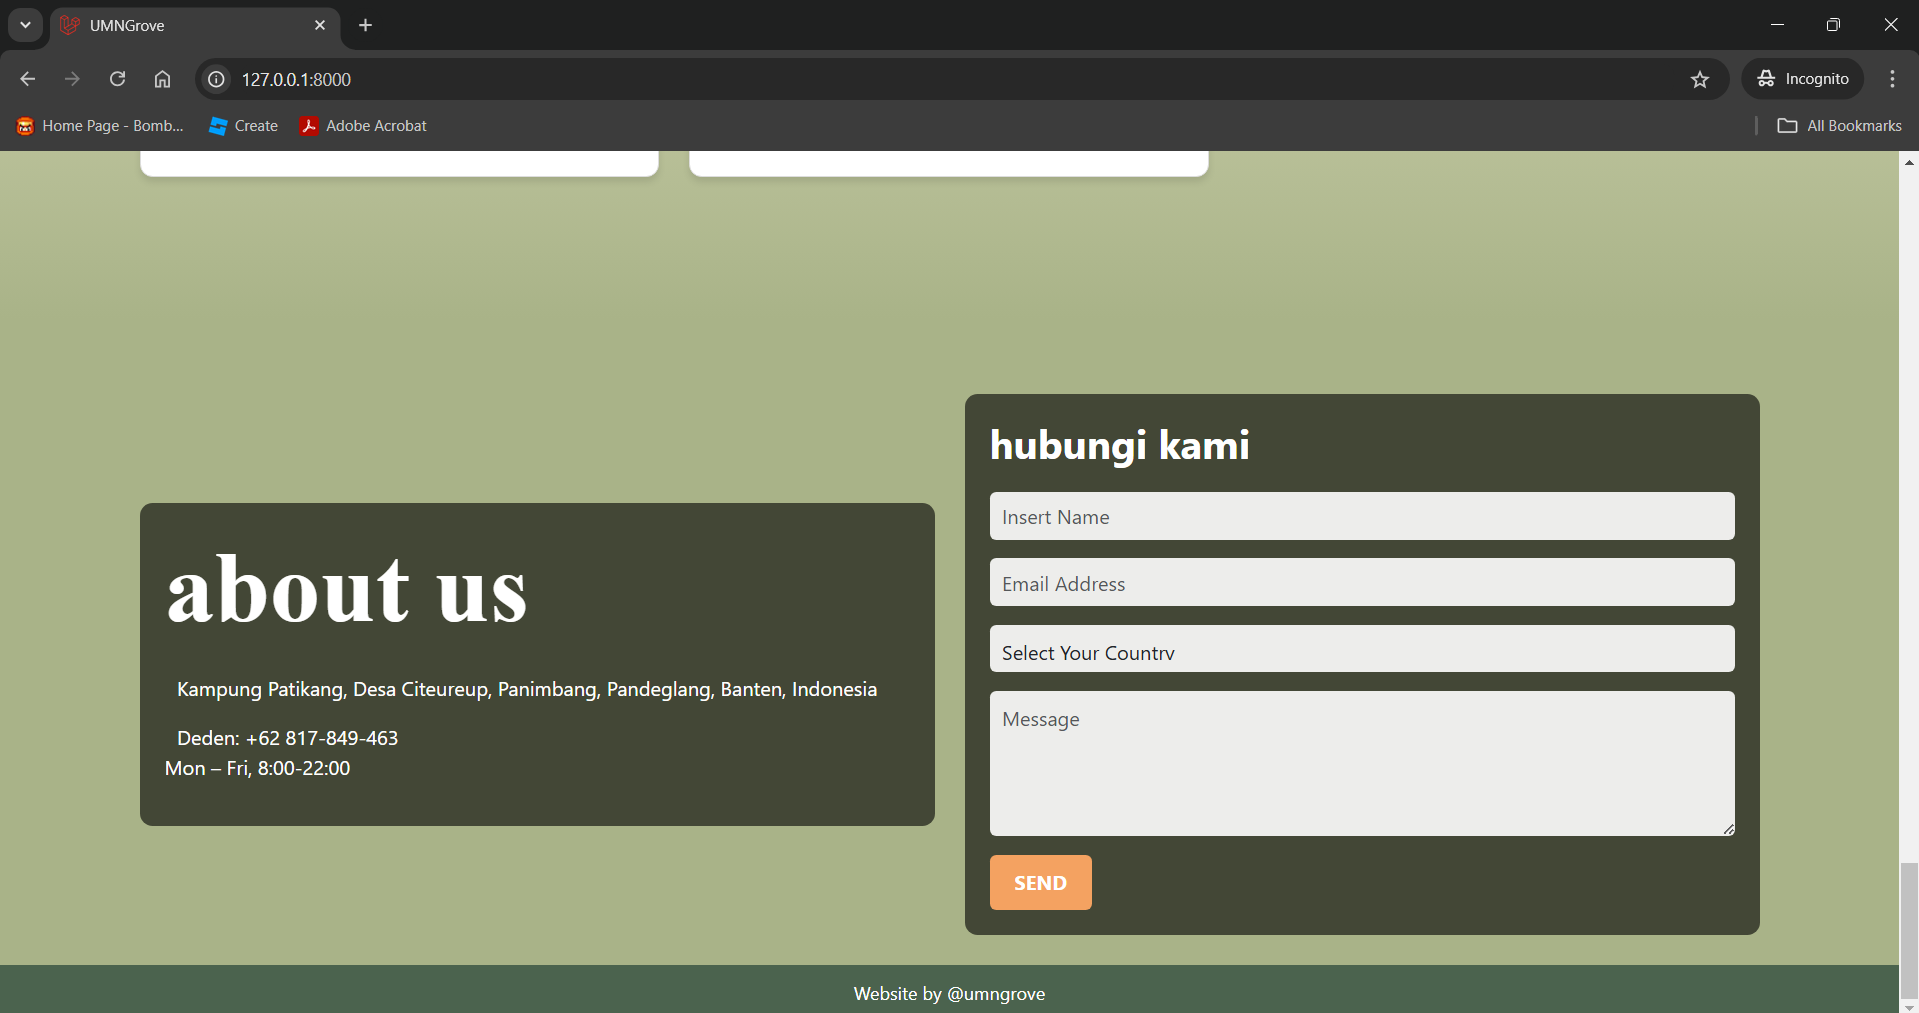 UMNGrove
127.0.0.1:8000
Incognito
Home Page - Bomb...
Create
Adobe Acrobat
All Bookmarks
about us
Kampung Patikang, Desa Citeureup, Panimbang, Pandeglang, Banten, Indonesia
Deden: +62 817-849-463
Mon – Fri, 8:00-22:00
hubungi kami
Insert Name
Email Address
Select Your Country
Message
SEND
Website by @umngrove